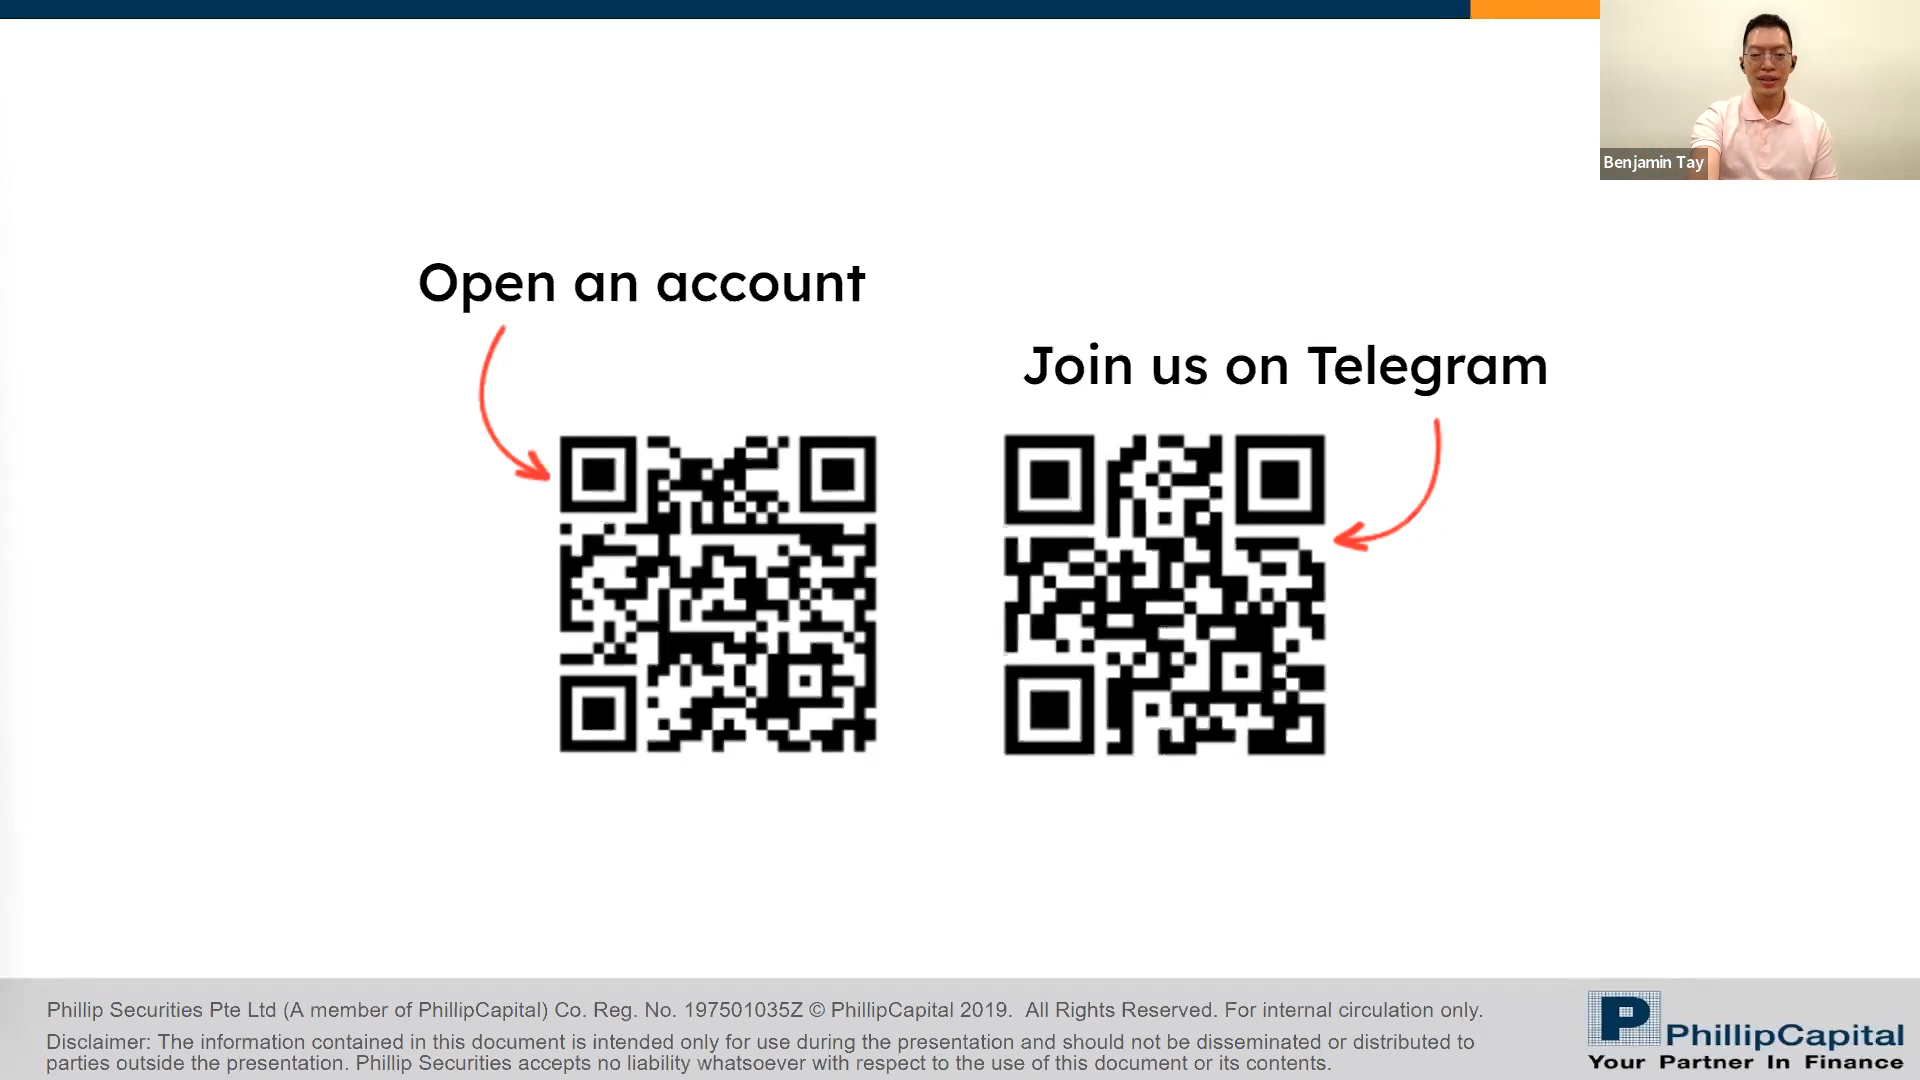 Benjamin Tay
Open an account
Join us on Telegram
Phillip Securities Pte Ltd (A member of PhillipCapital) Co. Reg. No. 197501035Z © PhillipCapital 2019.  All Rights Reserved. For internal circulation only.
Disclaimer: The information contained in this document is intended only for use during the presentation and should not be disseminated or distributed to
parties outside the presentation. Phillip Securities accepts no liability whatsoever with respect to the use of this document or its contents.
P PhillipCapital
Your Partner In Finance